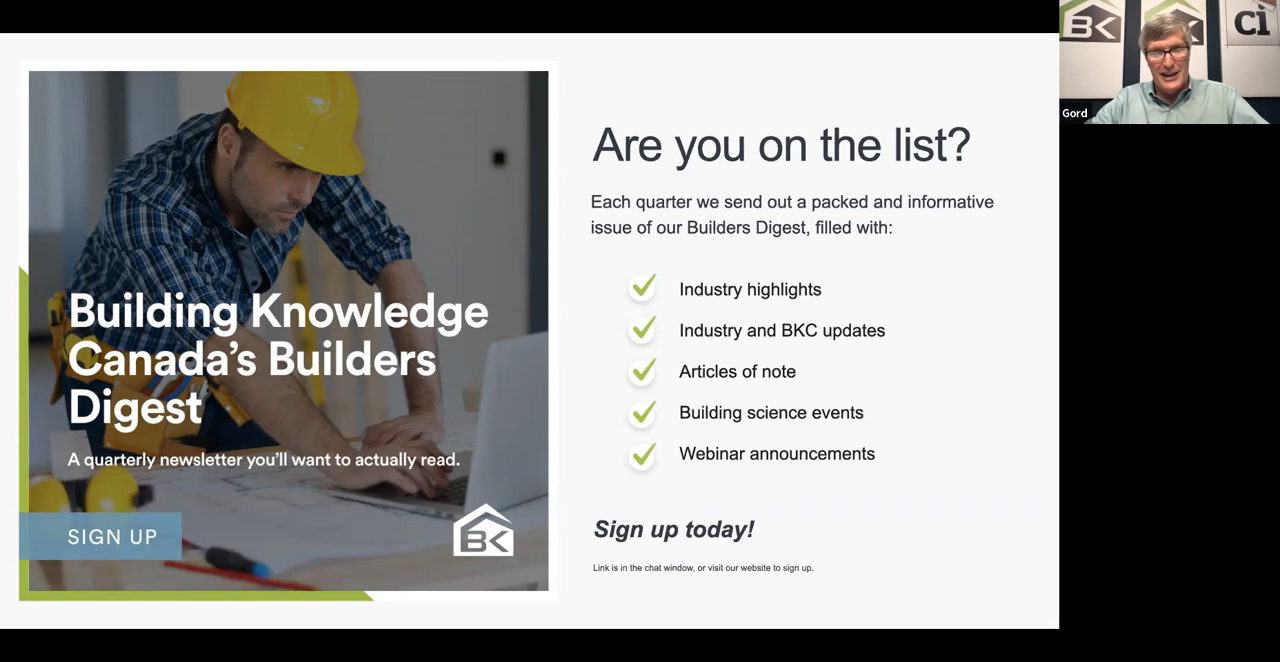 Building Knowledge
Canada's Builders
Digest
A quarterly newsletter you'll want to actually read.
SIGN UP
BK
Are you on the list?
Each quarter we send out a packed and informative
issue of our Builders Digest, filled with:
Industry highlights
Industry and BKC updates
Articles of note
Building science events
Webinar announcements
Sign up today!
Link is in the chat window, or visit our website to sign up.
BK
K
ci
Gord